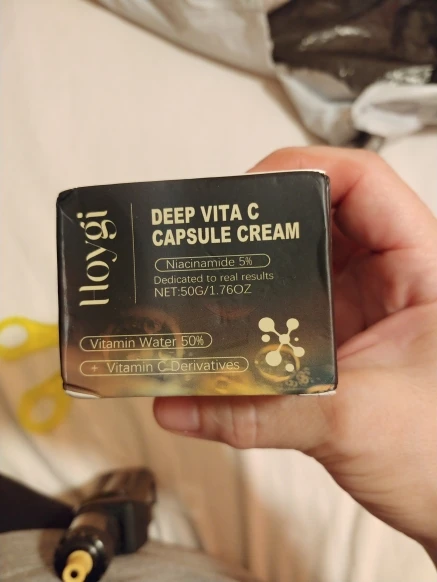 Hoygi
DEEP VITA C
CAPSULE CREAM
Niacinamide 5%
Dedicated to real results
NET:50G/1.76OZ
Vitamin Water 50%
+ Vitamin C Derivatives